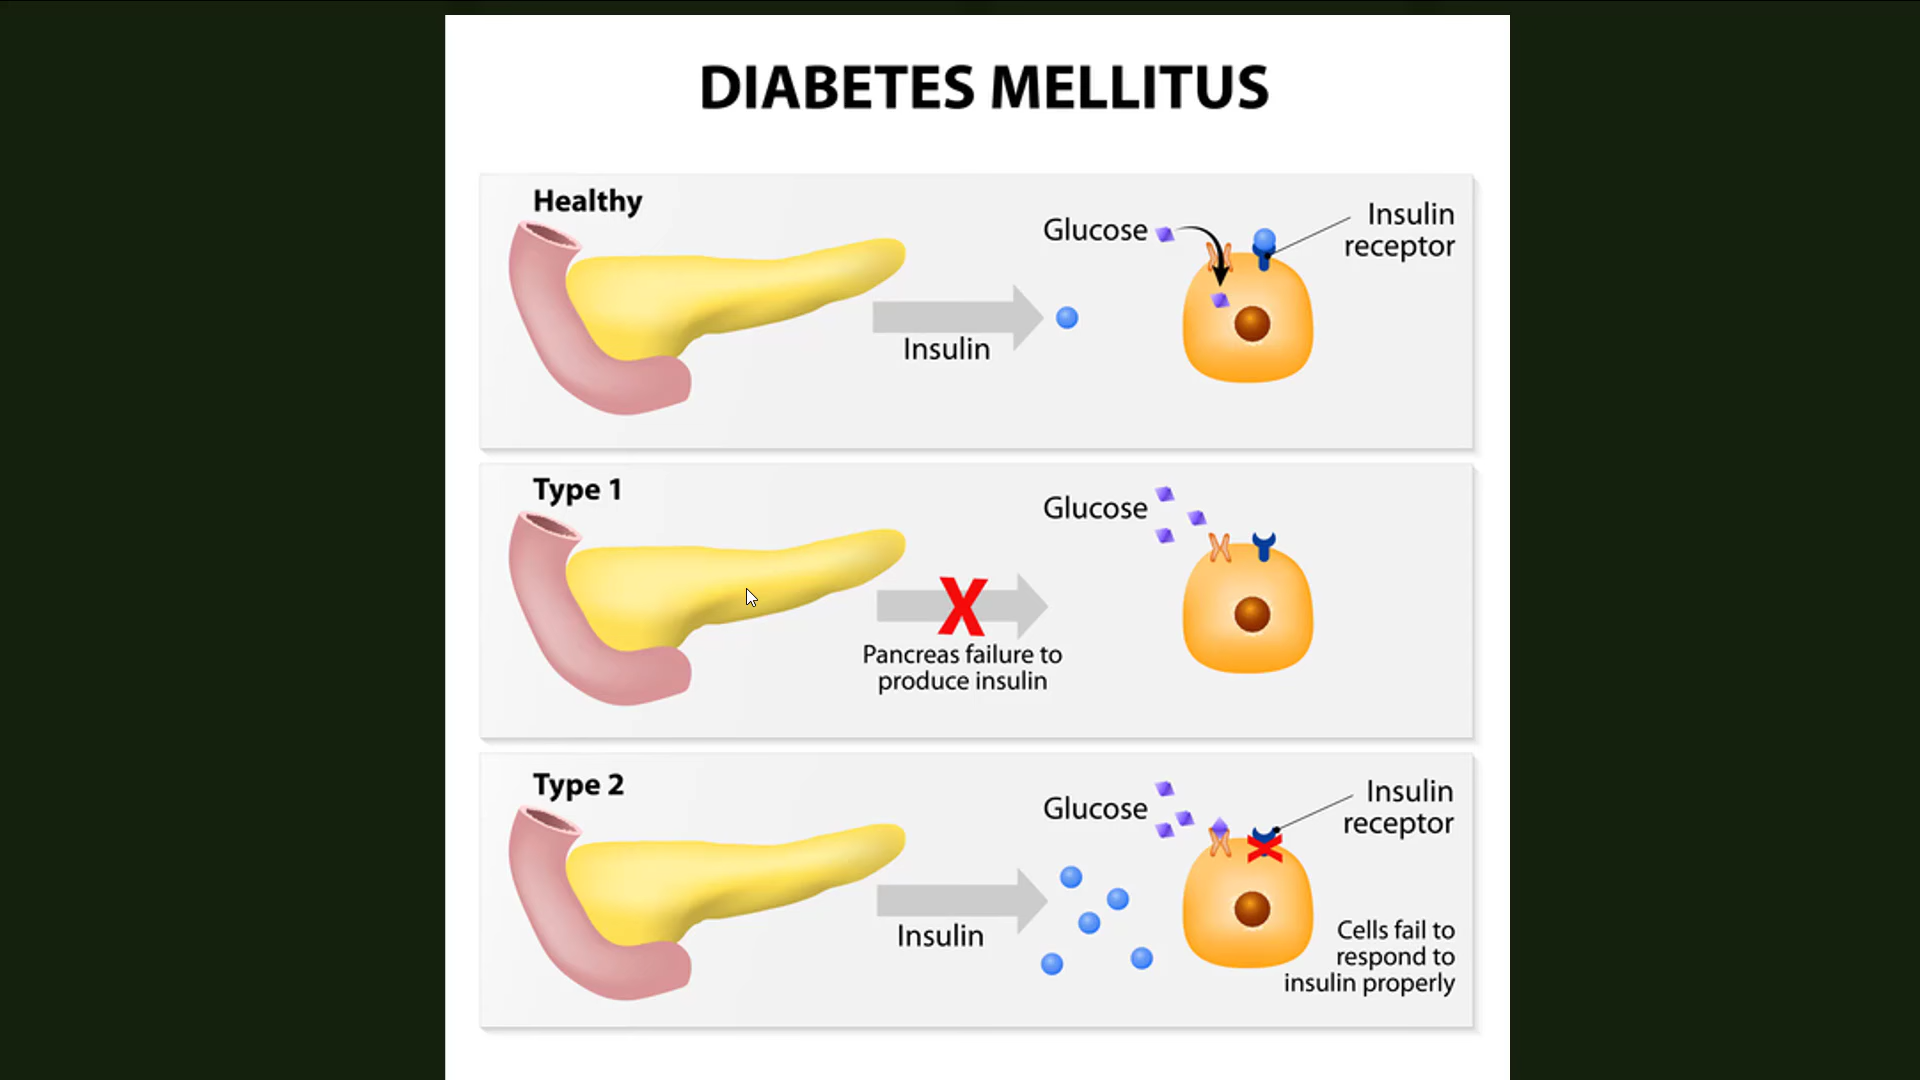 DIABETES MELLITUS
Healthy
Glucose
Insulin
receptor
Insulin
Type 1
Glucose
X
Pancreas failure to
produce insulin
Type 2
Glucose
Insulin
receptor
Insulin
Cells fail to
respond to
insulin properly